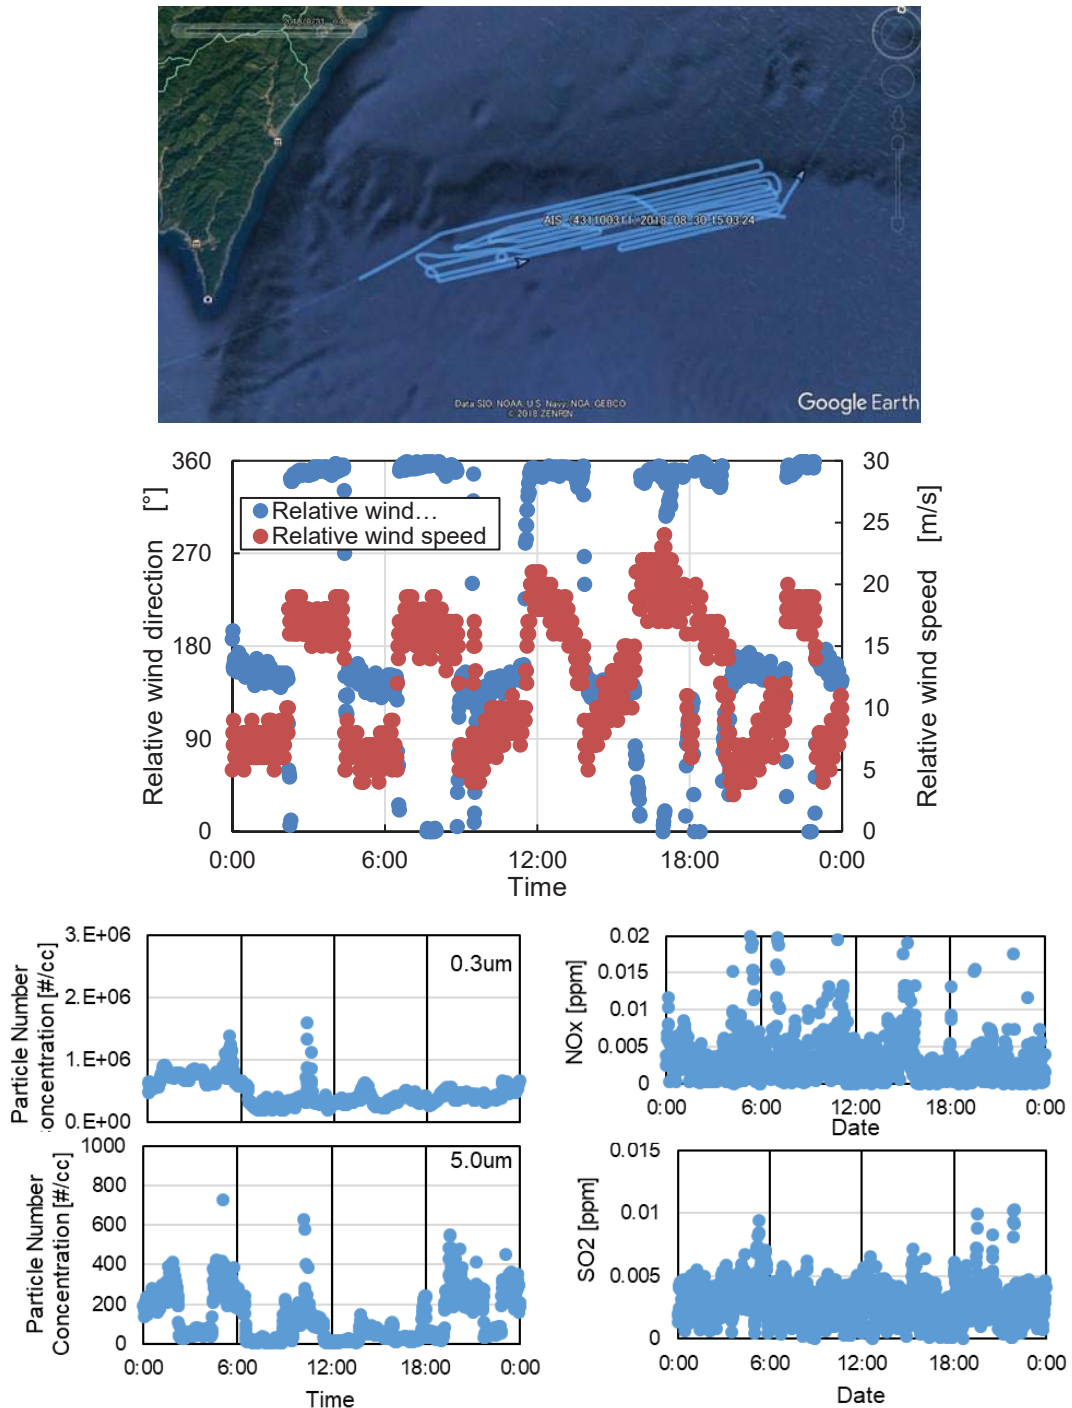 AIS (431100311) 2018-08-30 15:03:24
Data SIO, NOAA, U.S. Navy, NGA, GEBCO
© 2018 ZENRIN
Google Earth
360
270
180
90
0
Relative wind direction [°]
Relative wind…
Relative wind speed
30
25
20
15
10
5
0
Relative wind speed [m/s]
0:00 6:00 12:00 18:00 0:00
Time
Particle Number
Concentration [#/cc]
3.E+06
2.E+06
1.E+06
0.E+00
0.3um
NOx [ppm]
0.02
0.015
0.01
0.005
0
0:00 6:00 12:00 18:00 0:00
Date
Particle Number
Concentration [#/cc]
1000
800
600
400
200
0
5.0um
0:00 6:00 12:00 18:00 0:00
Time
SO2 [ppm]
0.015
0.01
0.005
0
0:00 6:00 12:00 18:00 0:00
Date